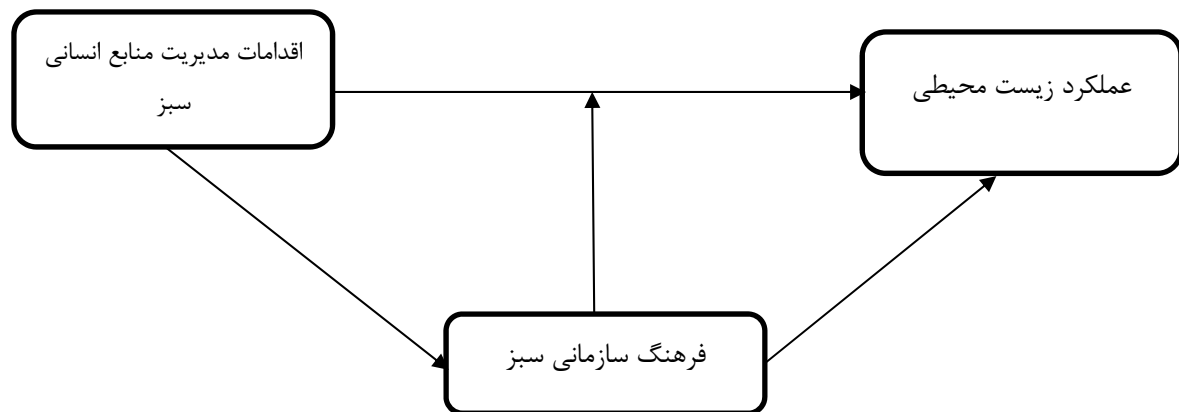 اقدامات مدیریت منابع انسانی
سبز
عملکرد زیست محیطی
فرهنگ سازمانی سبز